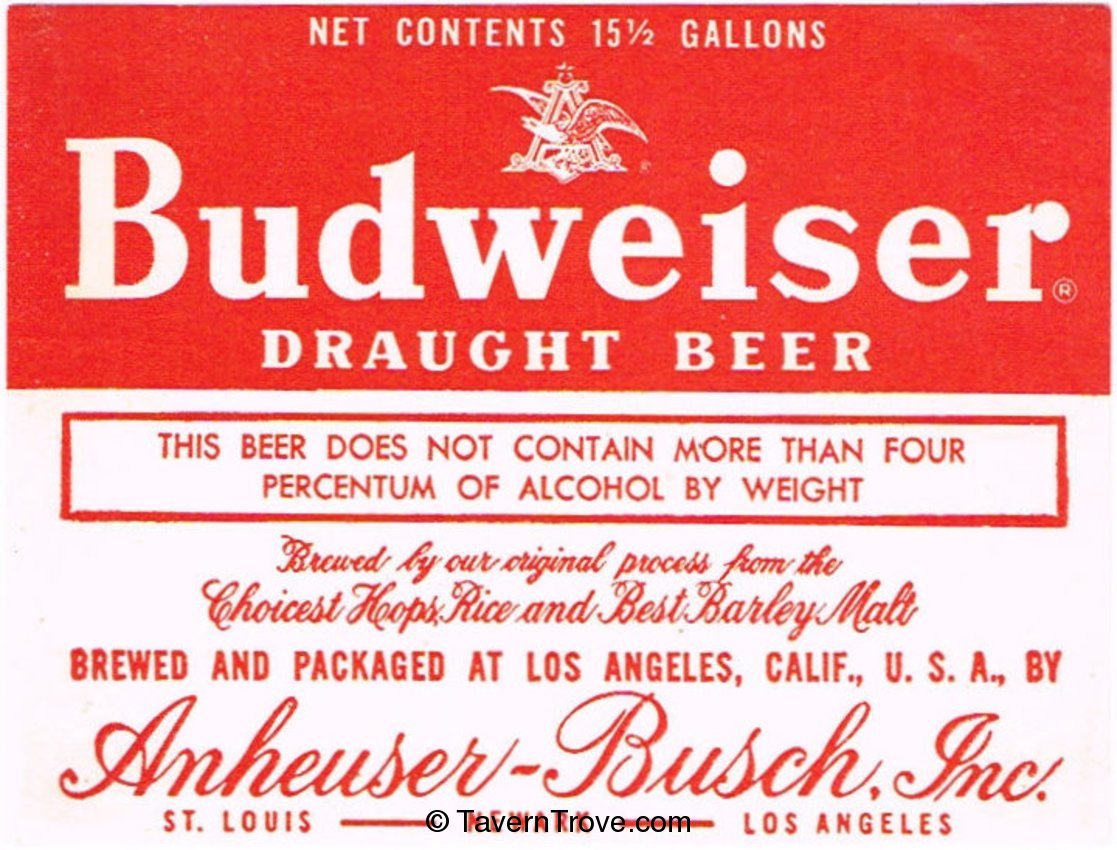 NET CONTENTS 15½ GALLONS
Budweiser®
DRAUGHT BEER
THIS BEER DOES NOT CONTAIN MORE THAN FOUR
PERCENTUM OF ALCOHOL BY WEIGHT
Brewed by our original process from the
Choicest Hops, Rice and Best Barley Malt
BREWED AND PACKAGED AT LOS ANGELES, CALIF., U. S. A., BY
Anheuser-Busch, Inc.
ST. LOUIS — NEWARK — LOS ANGELES
© TavernTrove.com